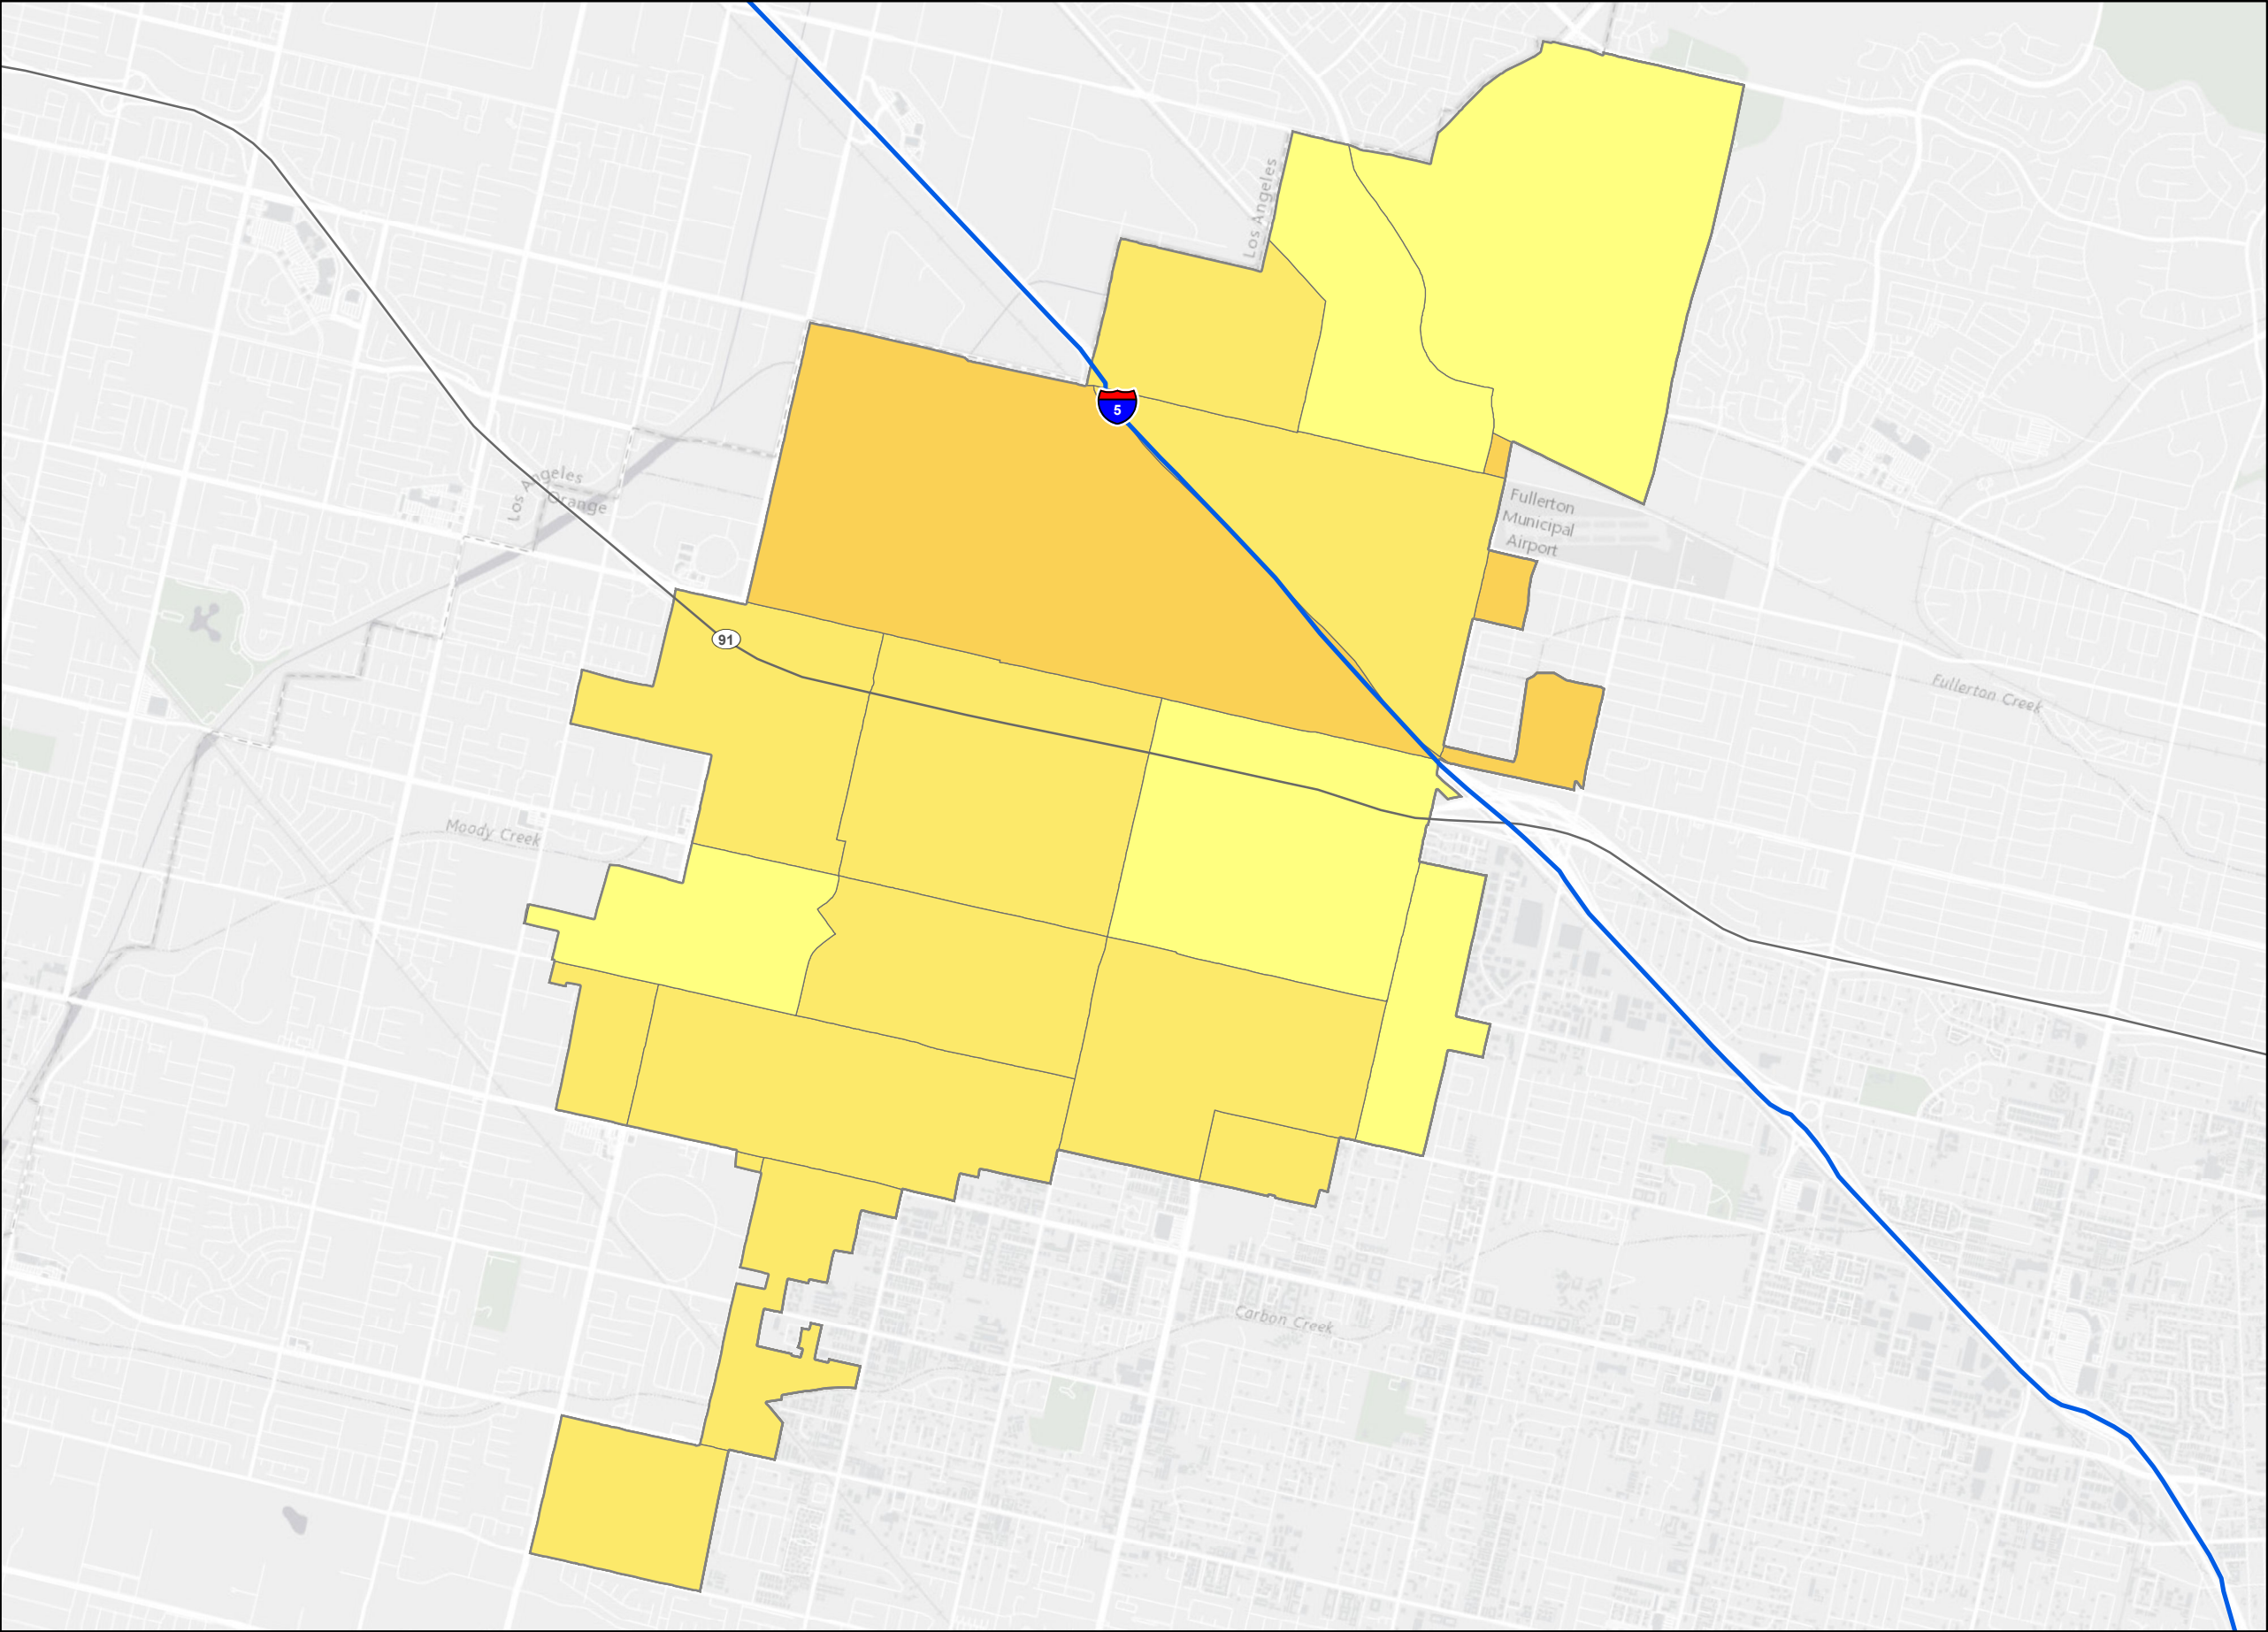 Los Angeles
5
Los Angeles
Orange
Fullerton
Municipal
Airport
91
Fullerton Creek
Moody Creek
Carbon Creek